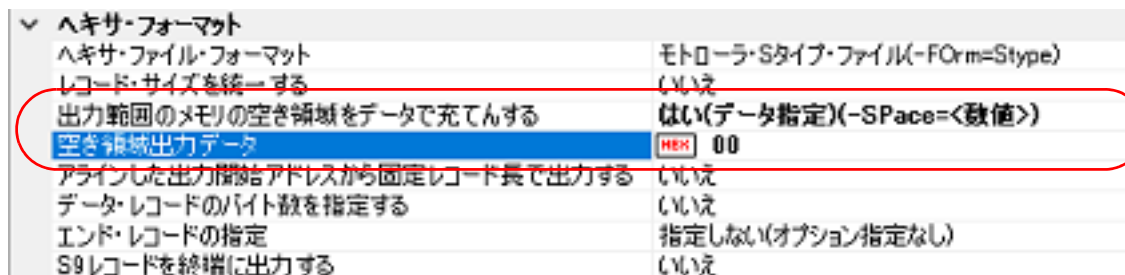 ヘキサ・フォーマット
ヘキサ・ファイル・フォーマット モトローラ・Sタイプ・ファイル(-FOrm=Stype)
レコード・サイズを統一する いいえ
出力範囲のメモリの空き領域をデータで充てんする はい(データ指定)(-SPace=<数値>)
空き領域出力データ HEX 00
アラインした出力開始アドレスから固定レコード長で出力する いいえ
データ・レコードのバイト数を指定する いいえ
エンド・レコードの指定 指定しない(オプション指定なし)
S9レコードを終端に出力する いいえ